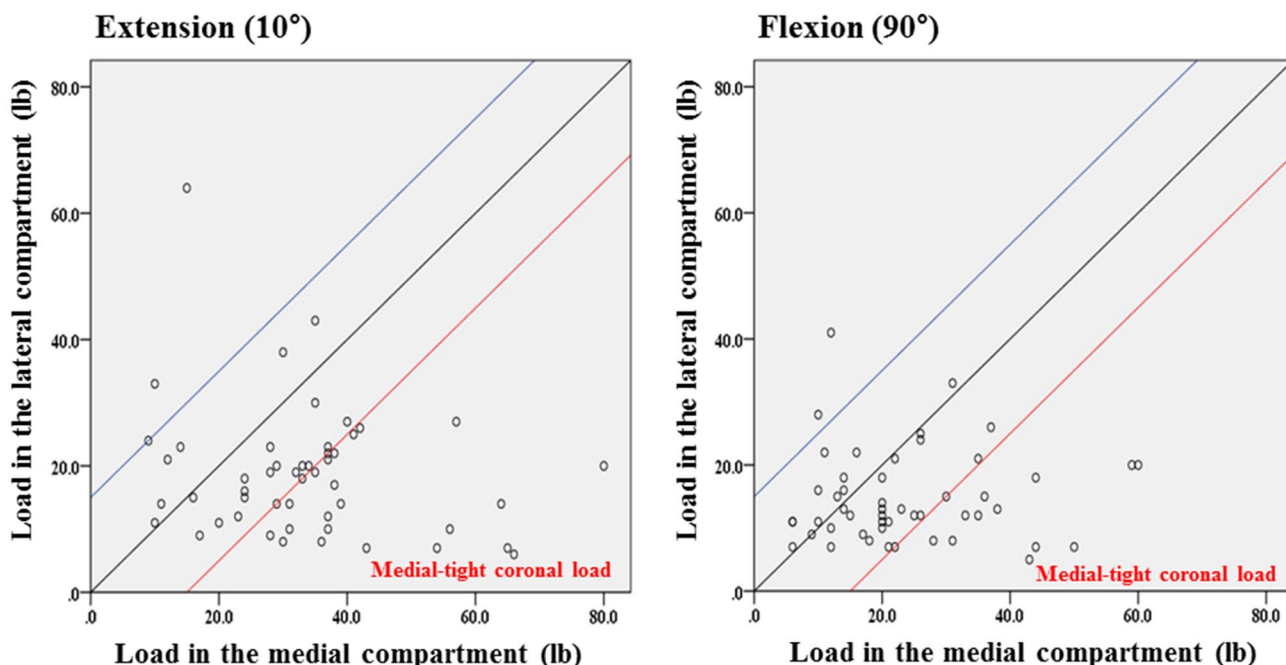 Extension (10°)
Load in the lateral compartment (lb)
80.0
60.0
40.0
20.0
.0
Medial-tight coronal load
.0 20.0 40.0 60.0 80.0
Load in the medial compartment (lb)
Flexion (90°)
Load in the lateral compartment (lb)
80.0
60.0
40.0
20.0
.0
Medial-tight coronal load
.0 20.0 40.0 60.0 80.0
Load in the medial compartment (lb)